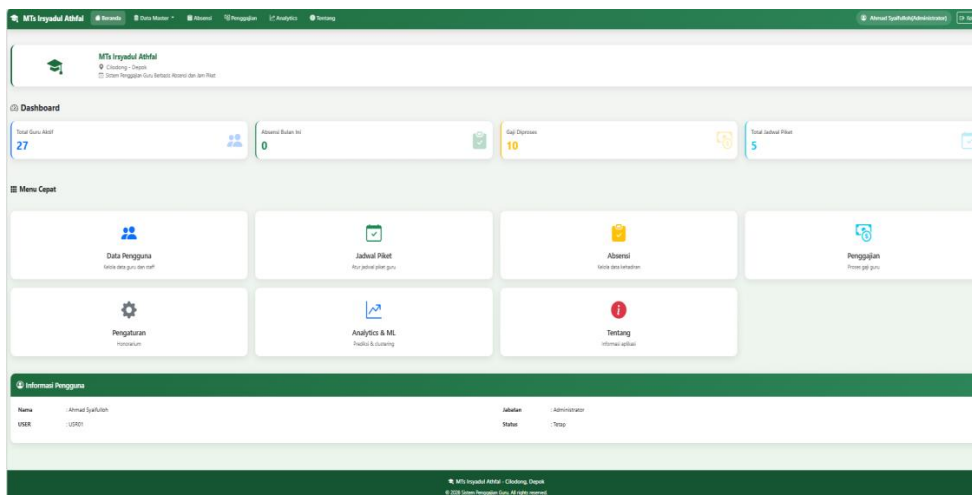 MTs Irsyadul Athfal Beranda Data Master Absensi Penggajian Analytics Tentang Ahmad Syaifulloh(Administrator)
MTs Irsyadul Athfal
Cilodong - Depok
Sistem Penggajian Guru Berbasis Absensi dan Jam Piket
Dashboard
Total Guru Aktif
27
Absensi Bulan Ini
0
Gaji Diproses
10
Total Jadwal Piket
5
Menu Cepat
Data Pengguna
Kelola data guru dan staff
Jadwal Piket
Atur jadwal piket guru
Absensi
Kelola data kehadiran
Penggajian
Proses gaji guru
Pengaturan
Honorarium
Analytics & ML
Prediksi & clustering
Tentang
Informasi aplikasi
Informasi Pengguna
Nama : Ahmad Syaifulloh
USER : USR01
Jabatan : Administrator
Status : Tetap
MTs Irsyadul Athfal - Cilodong, Depok
Sistem Penggajian Guru. All rights reserved.